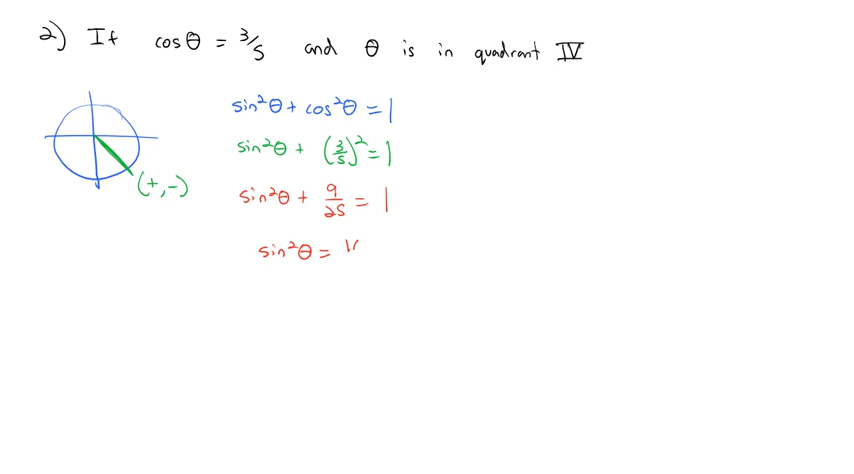 2) If cos θ = 3/5 and θ is in quadrant IV
sin²θ + cos²θ = 1
sin²θ + (3/5)² = 1
(+, -)
sin²θ + 9/25 = 1
sin²θ =